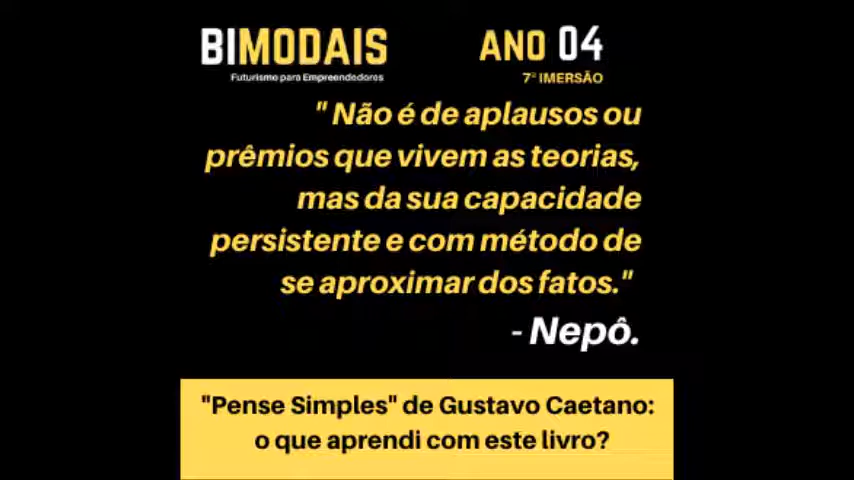 BIMODAIS
Futurismo para Empreendedores
ANO 04
7ª IMERSÃO
" Não é de aplausos ou
prêmios que vivem as teorias,
mas da sua capacidade
persistente e com método de
se aproximar dos fatos."
- Nepô.
"Pense Simples" de Gustavo Caetano:
o que aprendi com este livro?